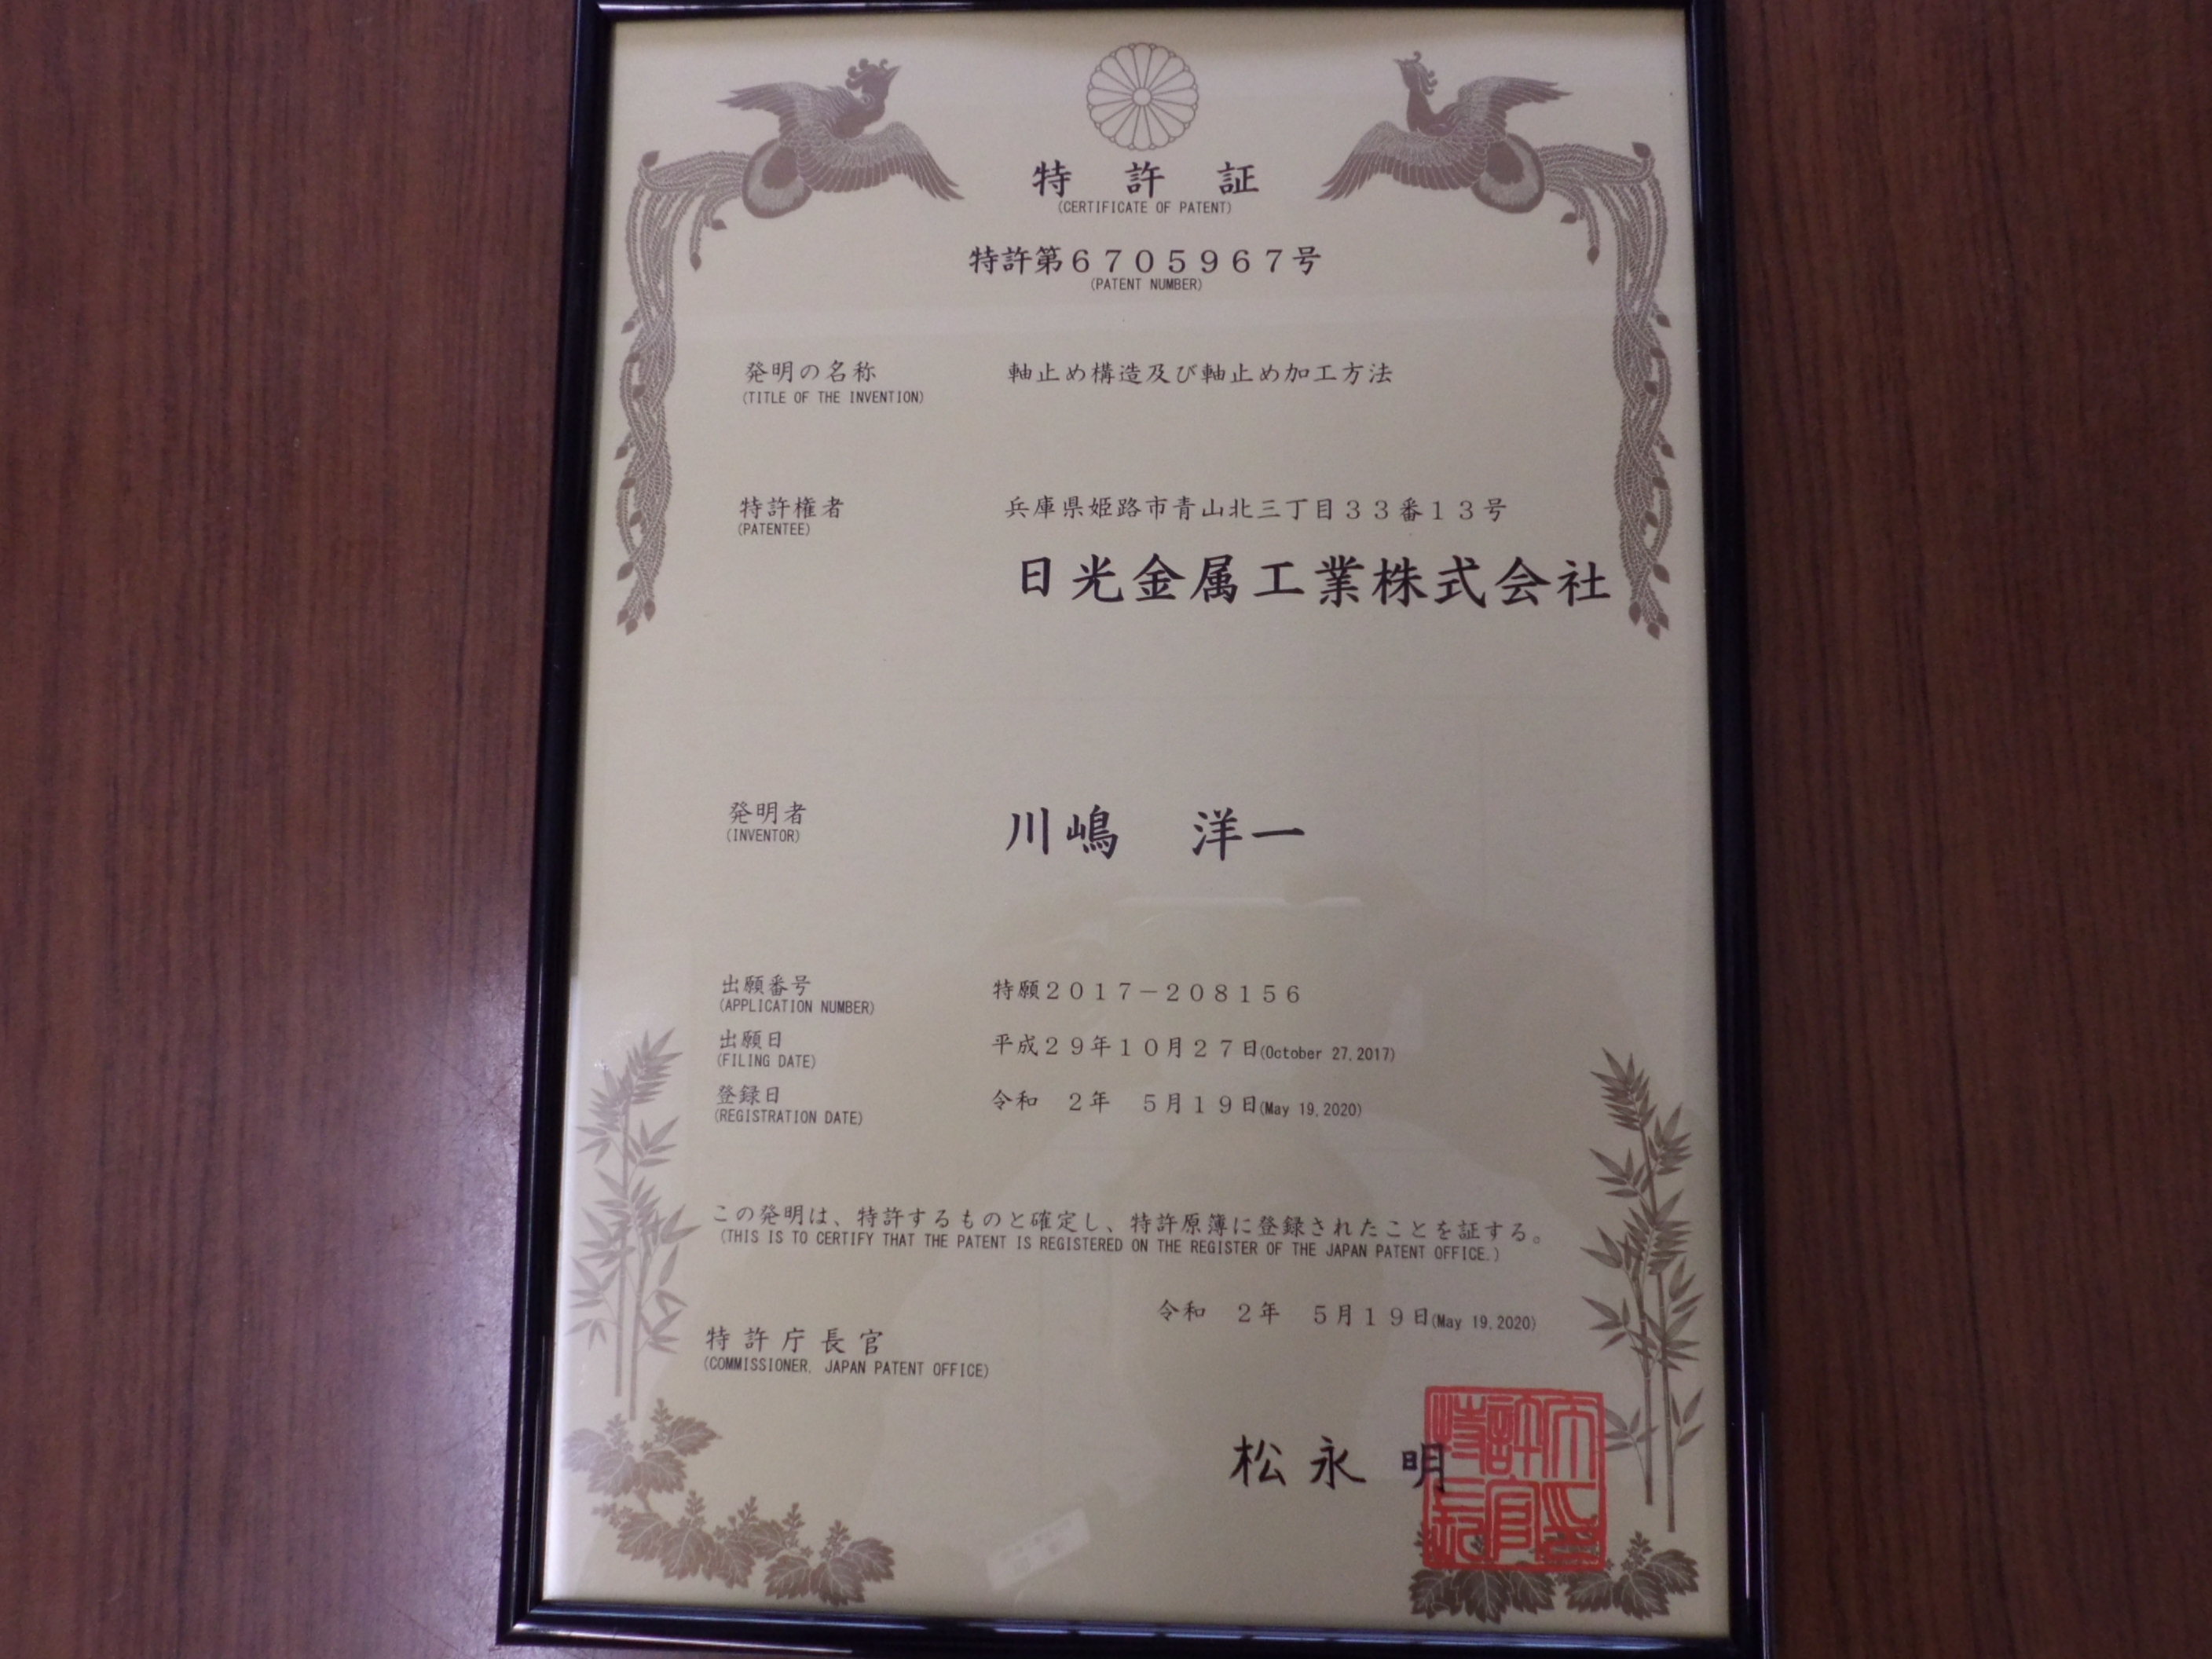 特許証
(CERTIFICATE OF PATENT)
特許第６７０５９６７号
(PATENT NUMBER)
発明の名称 軸止め構造及び軸止め加工方法
(TITLE OF THE INVENTION)
特許権者 兵庫県姫路市青山北三丁目３３番１３号
(PATENTEE)
日光金属工業株式会社
発明者 川嶋　洋一
(INVENTOR)
出願番号 特願２０１７－２０８１５６
(APPLICATION NUMBER)
出願日 平成２９年１０月２７日(October 27,2017)
(FILING DATE)
登録日 令和　２年　５月１９日(May 19,2020)
(REGISTRATION DATE)
この発明は、特許するものと確定し、特許原簿に登録されたことを証する。
(THIS IS TO CERTIFY THAT THE PATENT IS REGISTERED ON THE REGISTER OF THE JAPAN PATENT OFFICE.)
令和　２年　５月１９日(May 19,2020)
特許庁長官
(COMMISSIONER, JAPAN PATENT OFFICE)
松永 明